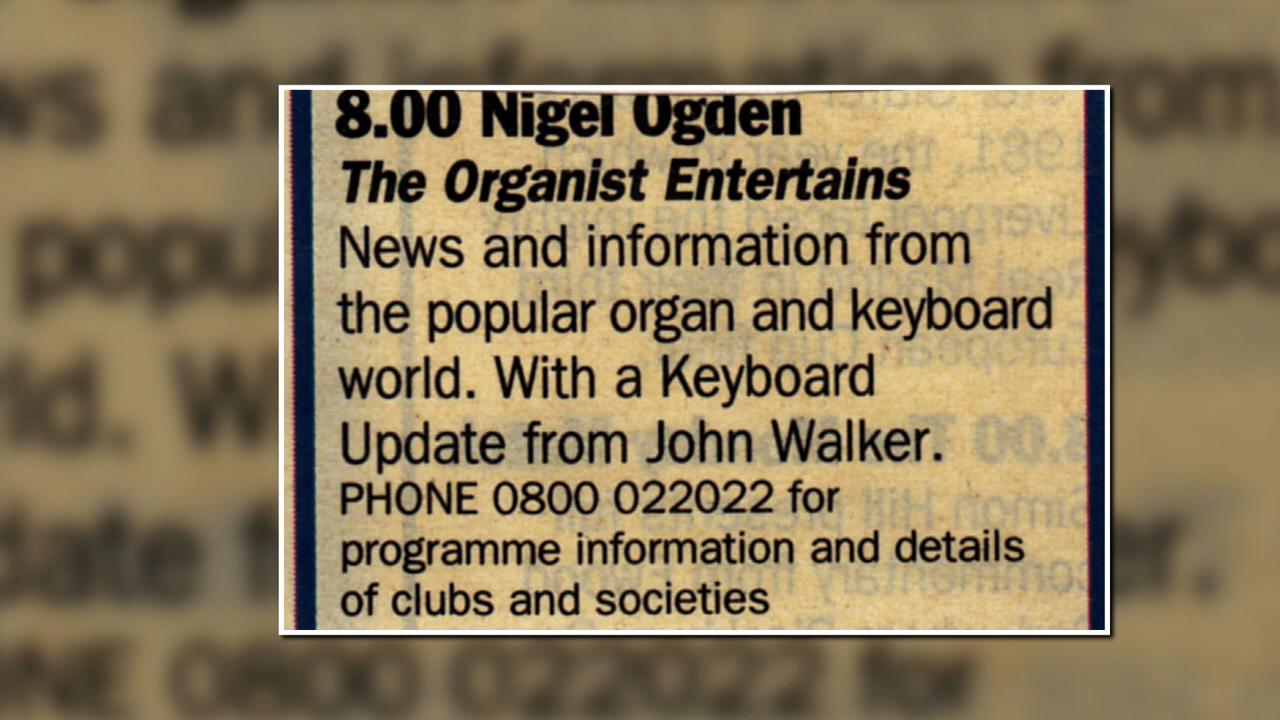 8.00 Nigel Ogden
The Organist Entertains
News and information from
the popular organ and keyboard
world. With a Keyboard
Update from John Walker.
PHONE 0800 022022 for
programme information and details
of clubs and societies